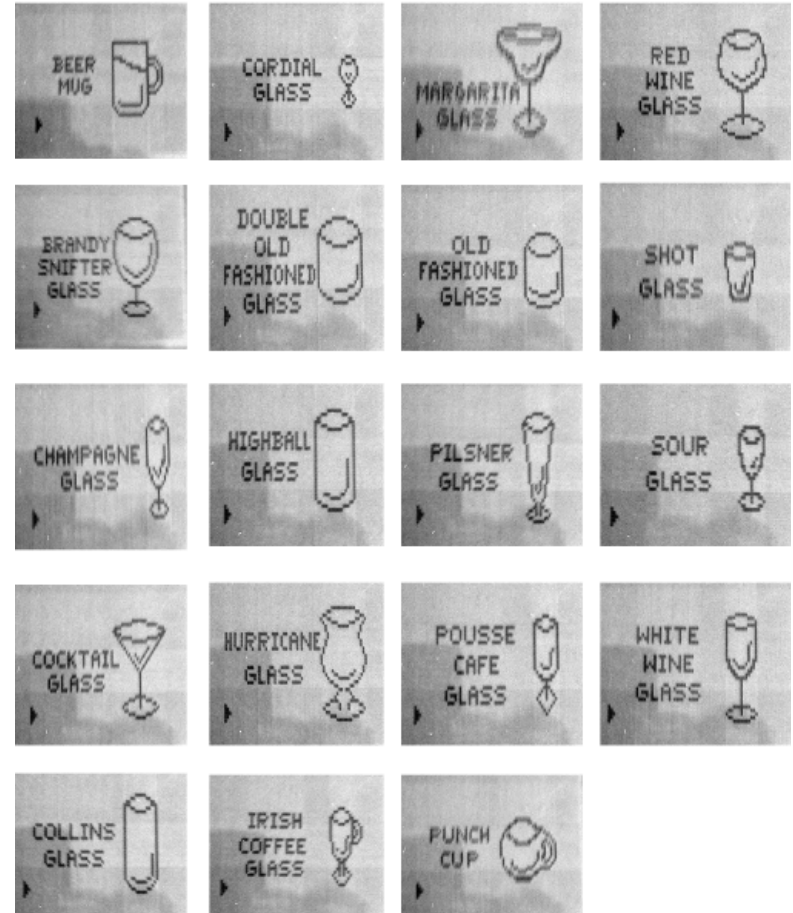 BEER
MUG
CORDIAL
GLASS
MARGARITA
GLASS
RED
WINE
GLASS
BRANDY
SNIFTER
GLASS
DOUBLE
OLD
FASHIONED
GLASS
OLD
FASHIONED
GLASS
SHOT
GLASS
CHAMPAGNE
GLASS
HIGHBALL
GLASS
PILSNER
GLASS
SOUR
GLASS
COCKTAIL
GLASS
HURRICANE
GLASS
POUSSE
CAFE
GLASS
WHITE
WINE
GLASS
COLLINS
GLASS
IRISH
COFFEE
GLASS
PUNCH
CUP